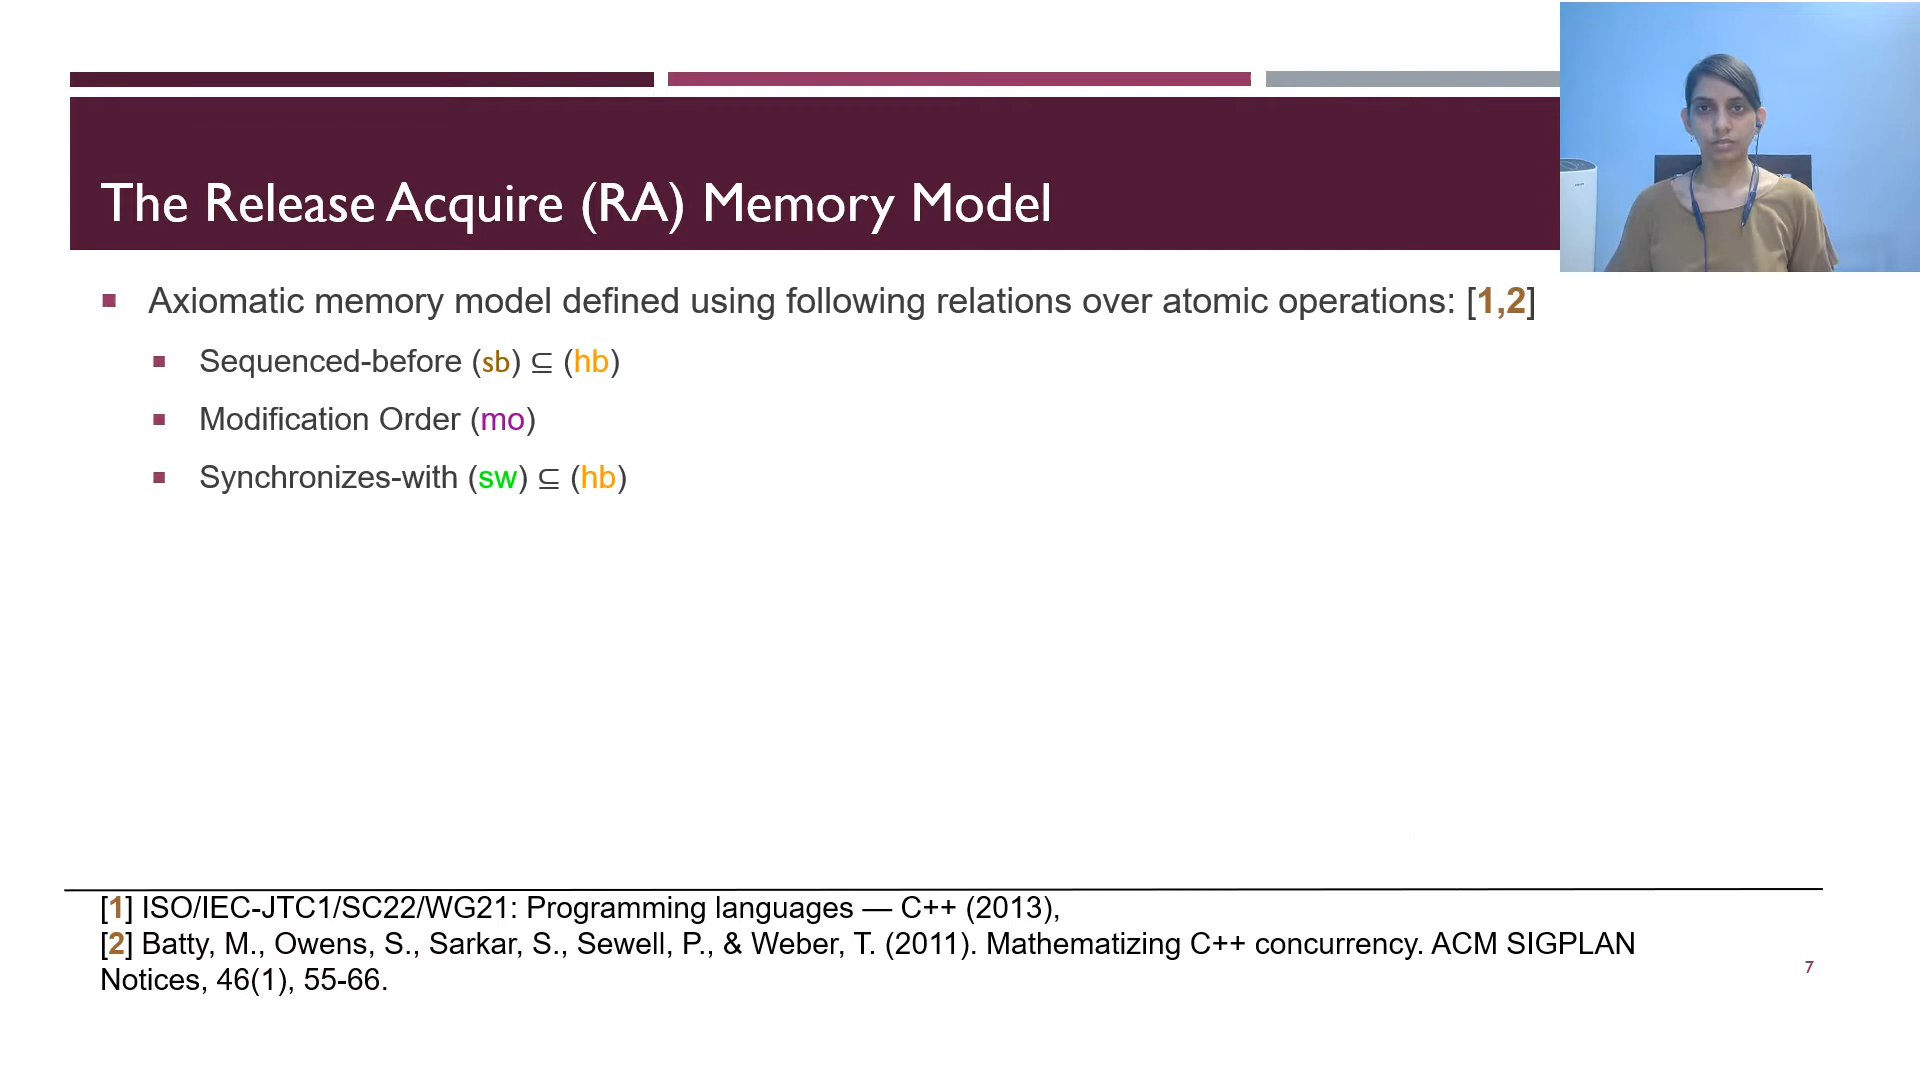 The Release Acquire (RA) Memory Model
Axiomatic memory model defined using following relations over atomic operations: [1,2]
Sequenced-before (sb) ⊆ (hb)
Modification Order (mo)
Synchronizes-with (sw) ⊆ (hb)
[1] ISO/IEC-JTC1/SC22/WG21: Programming languages — C++ (2013),
[2] Batty, M., Owens, S., Sarkar, S., Sewell, P., & Weber, T. (2011). Mathematizing C++ concurrency. ACM SIGPLAN
Notices, 46(1), 55-66.
7